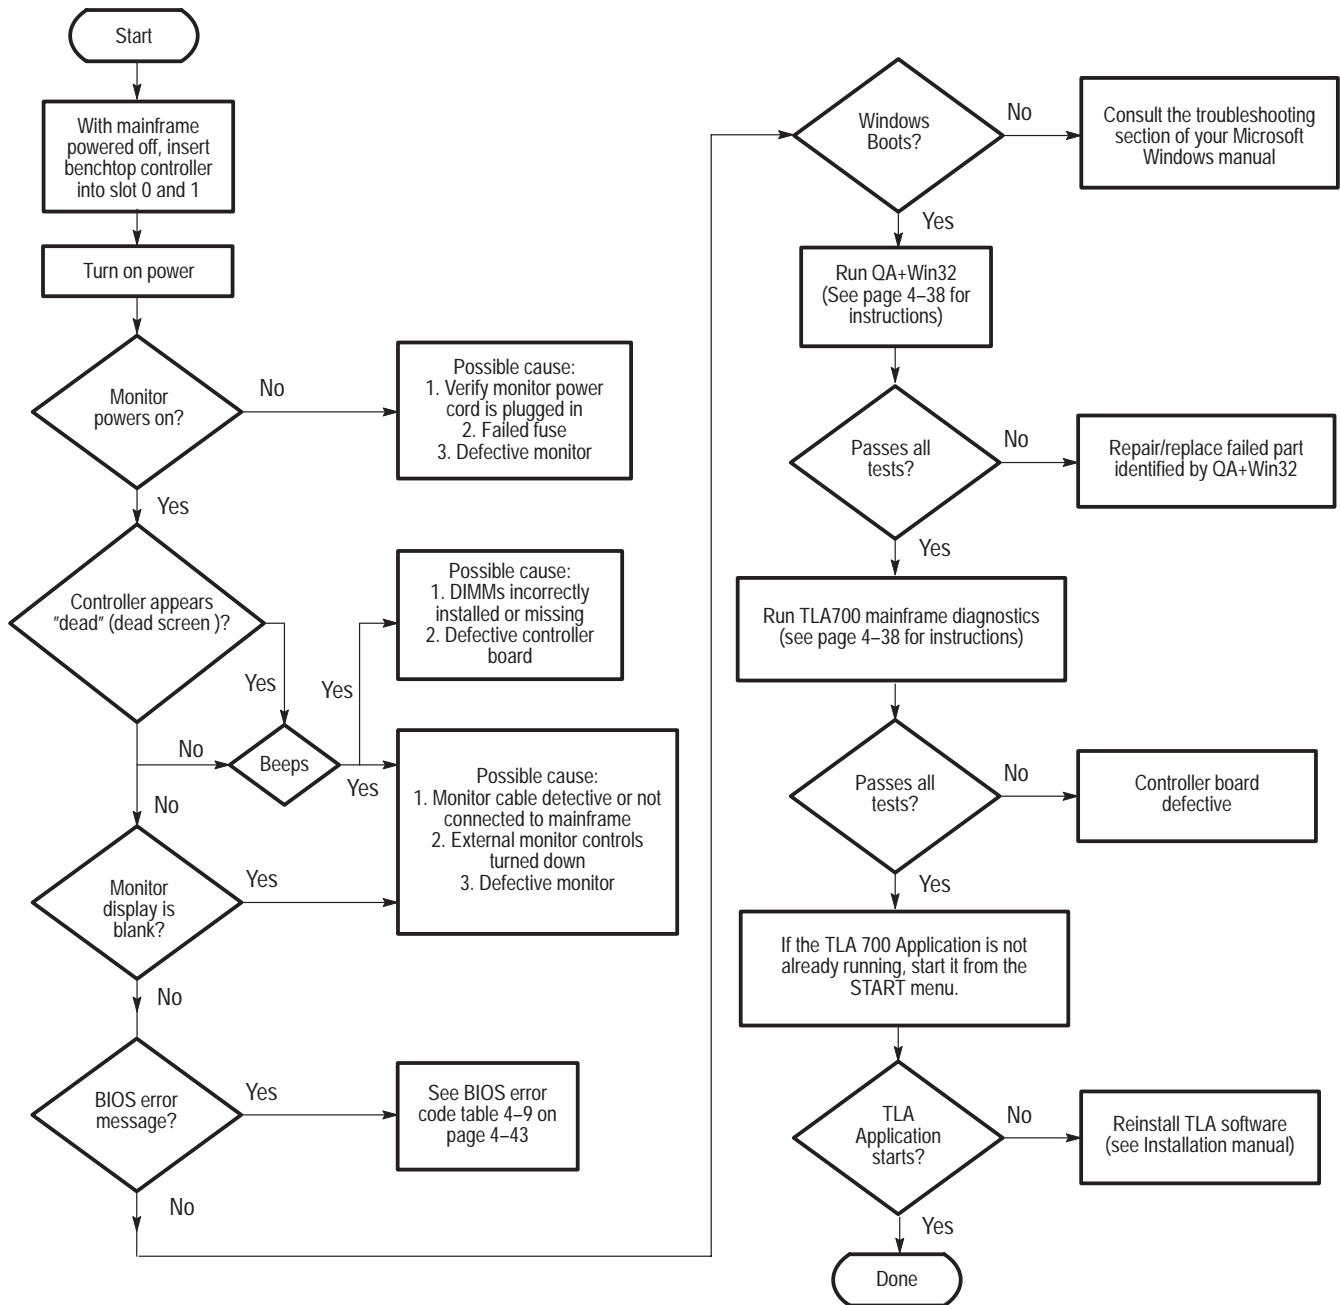 Start
With mainframe
powered off, insert
benchtop controller
into slot 0 and 1
Turn on power
Monitor
powers on?
No
Possible cause:
1. Verify monitor power
cord is plugged in
2. Failed fuse
3. Defective monitor
Yes
Controller appears
"dead" (dead screen )?
Yes
Beeps
No
Yes
Possible cause:
1. DIMMs incorrectly
installed or missing
2. Defective controller
board
Yes
Possible cause:
1. Monitor cable detective or not
connected to mainframe
2. External monitor controls
turned down
3. Defective monitor
No
Monitor
display is
blank?
Yes
No
BIOS error
message?
Yes
See BIOS error
code table 4–9 on
page 4–43
No
Windows
Boots?
No
Consult the troubleshooting
section of your Microsoft
Windows manual
Yes
Run QA+Win32
(See page 4–38 for
instructions)
Passes all
tests?
No
Repair/replace failed part
identified by QA+Win32
Yes
Run TLA700 mainframe diagnostics
(see page 4–38 for instructions)
Passes all
tests?
No
Controller board
defective
Yes
If the TLA 700 Application is not
already running, start it from the
START menu.
TLA
Application
starts?
No
Reinstall TLA software
(see Installation manual)
Yes
Done